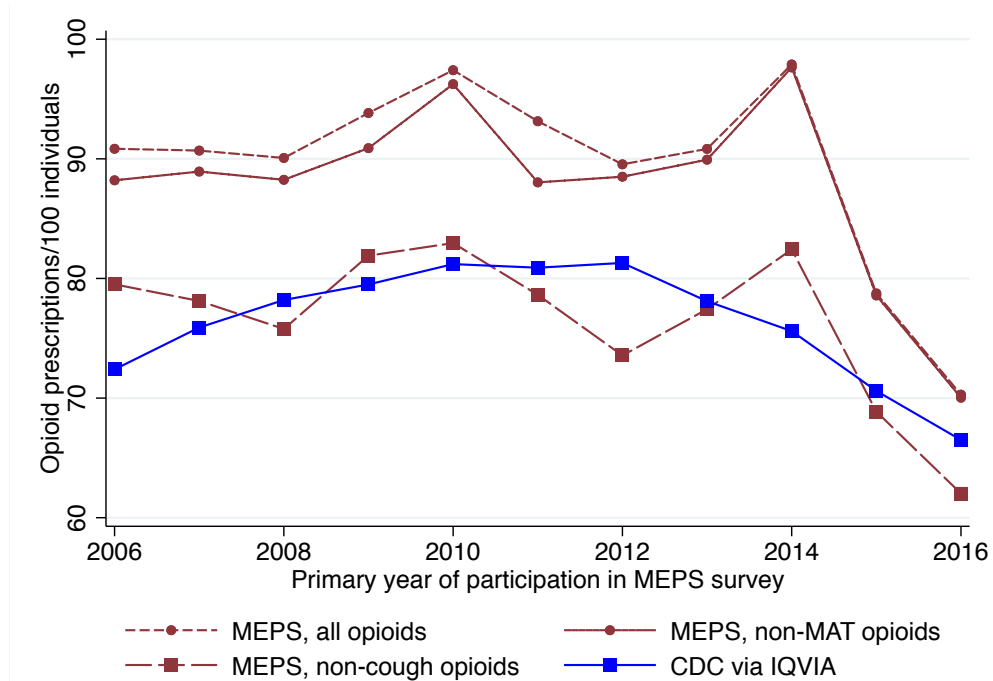 Opioid prescriptions/100 individuals
100
90
80
70
60
2006 2008 2010 2012 2014 2016
Primary year of participation in MEPS survey
MEPS, all opioids MEPS, non-MAT opioids
MEPS, non-cough opioids CDC via IQVIA